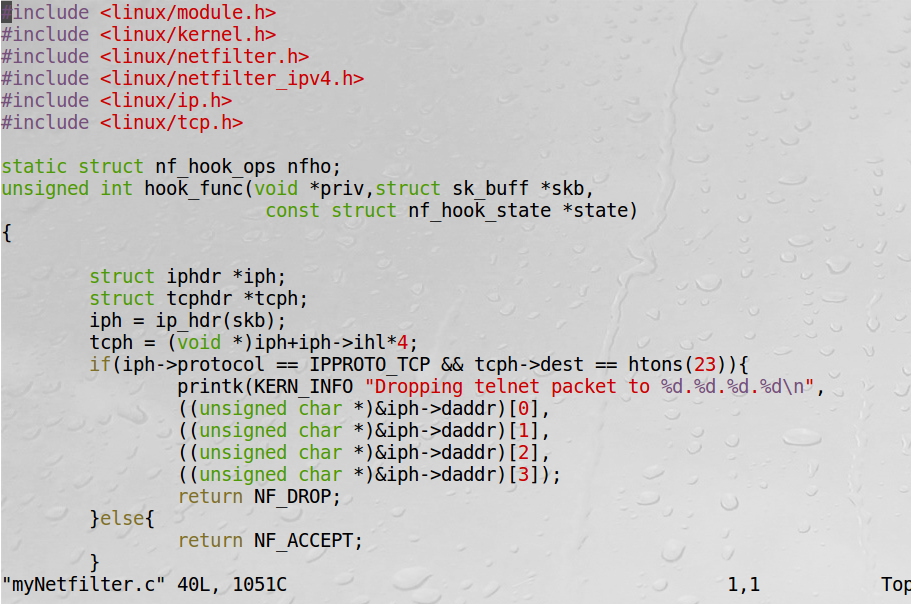 #include <linux/module.h>
#include <linux/kernel.h>
#include <linux/netfilter.h>
#include <linux/netfilter_ipv4.h>
#include <linux/ip.h>
#include <linux/tcp.h>

static struct nf_hook_ops nfho;
unsigned int hook_func(void *priv,struct sk_buff *skb,
                        const struct nf_hook_state *state)
{

        struct iphdr *iph;
        struct tcphdr *tcph;
        iph = ip_hdr(skb);
        tcph = (void *)iph+iph->ihl*4;
        if(iph->protocol == IPPROTO_TCP && tcph->dest == htons(23)){
                printk(KERN_INFO "Dropping telnet packet to %d.%d.%d.%d\n",
                ((unsigned char *)&iph->daddr)[0],
                ((unsigned char *)&iph->daddr)[1],
                ((unsigned char *)&iph->daddr)[2],
                ((unsigned char *)&iph->daddr)[3]);
                return NF_DROP;
        }else{
                return NF_ACCEPT;
        }
"myNetfilter.c" 40L, 1051C 1,1 Top